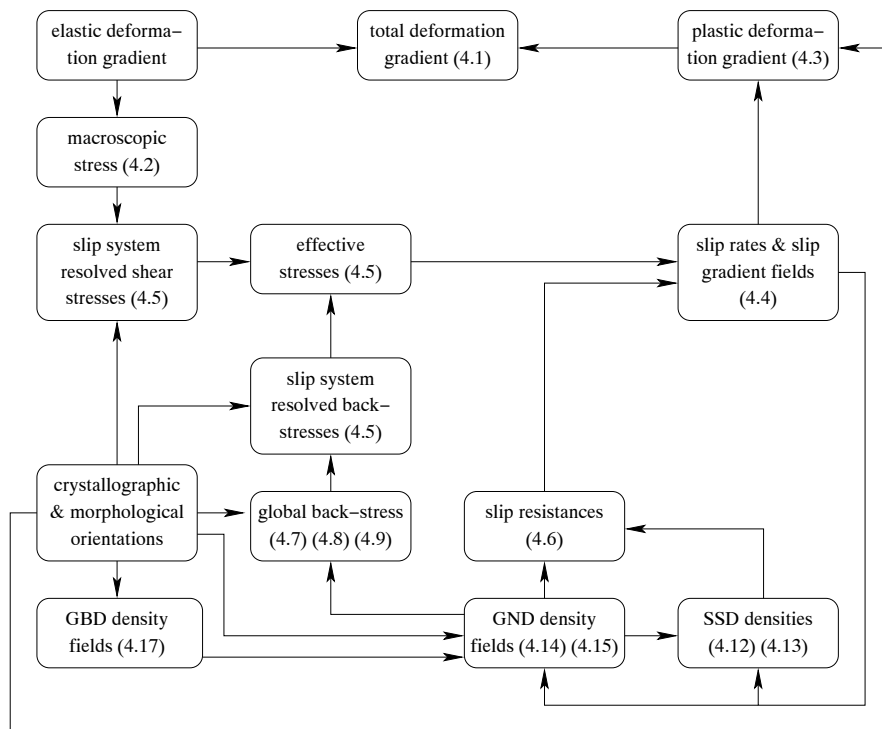 elastic deforma–
tion gradient
total deformation
gradient (4.1)
plastic deforma–
tion gradient (4.3)
macroscopic
stress (4.2)
slip system
resolved shear
stresses (4.5)
effective
stresses (4.5)
slip rates & slip
gradient fields
(4.4)
slip system
resolved back–
stresses (4.5)
crystallographic
& morphological
orientations
global back–stress
(4.7) (4.8) (4.9)
slip resistances
(4.6)
GBD density
fields (4.17)
GND density
fields (4.14) (4.15)
SSD densities
(4.12) (4.13)